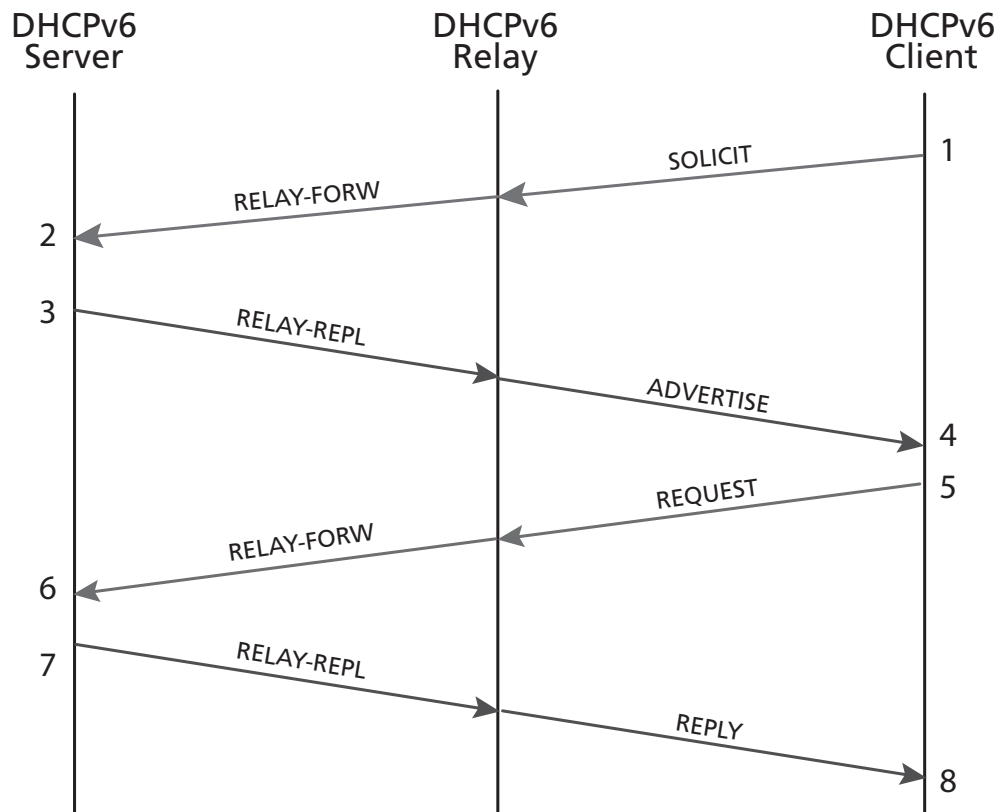 DHCPv6
Server
DHCPv6
Relay
DHCPv6
Client
1
SOLICIT
RELAY-FORW
2
3
RELAY-REPL
ADVERTISE
4
5
REQUEST
RELAY-FORW
6
7
RELAY-REPL
REPLY
8